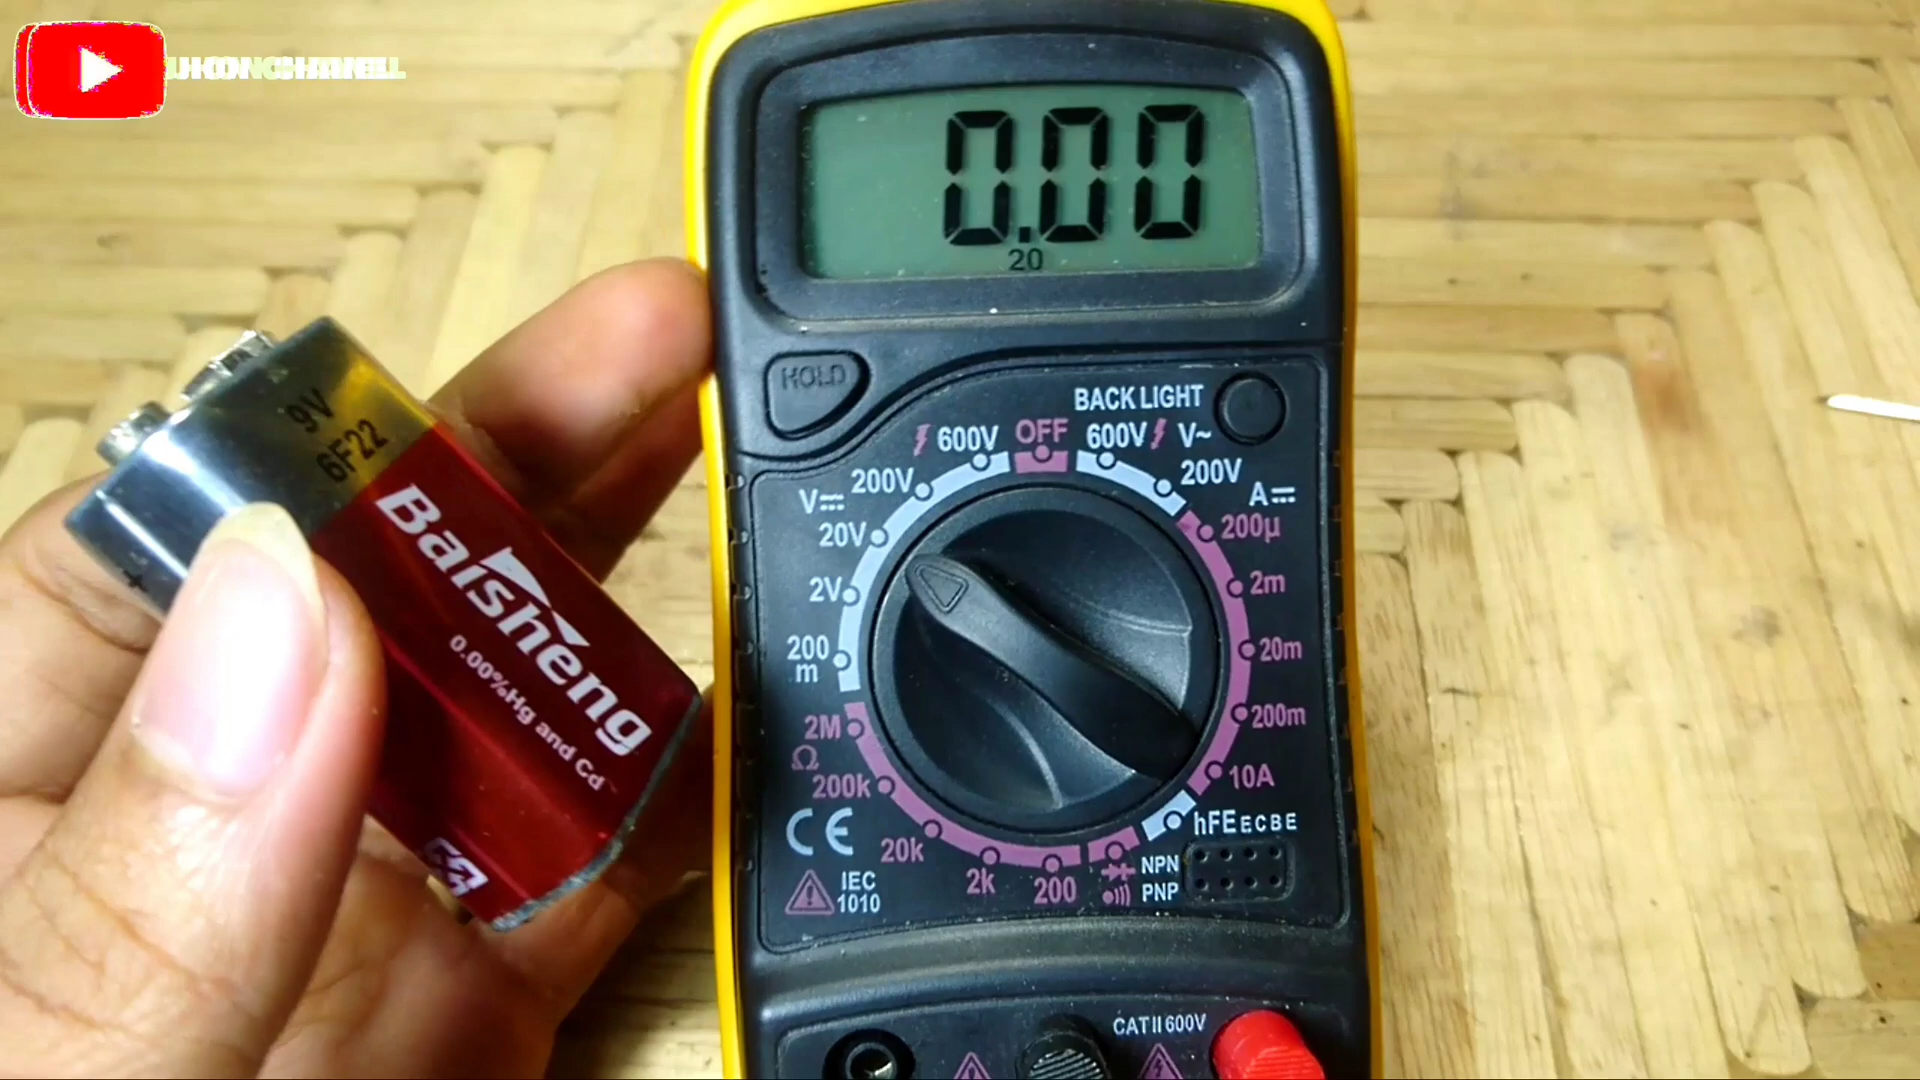 JHON CHANELL
0.00
20
HOLD
BACK LIGHT
600V
OFF
600V
V~
200V
200V
V⎓
A⎓
20V
200µ
2V
2m
200
m
20m
2M
200m
Ω
200k
10A
CE
hFE E C B E
20k
2k
200
NPN
PNP
IEC
1010
CAT II 600V
9V
6F22
+
Baisheng
0.00%Hg and Cd